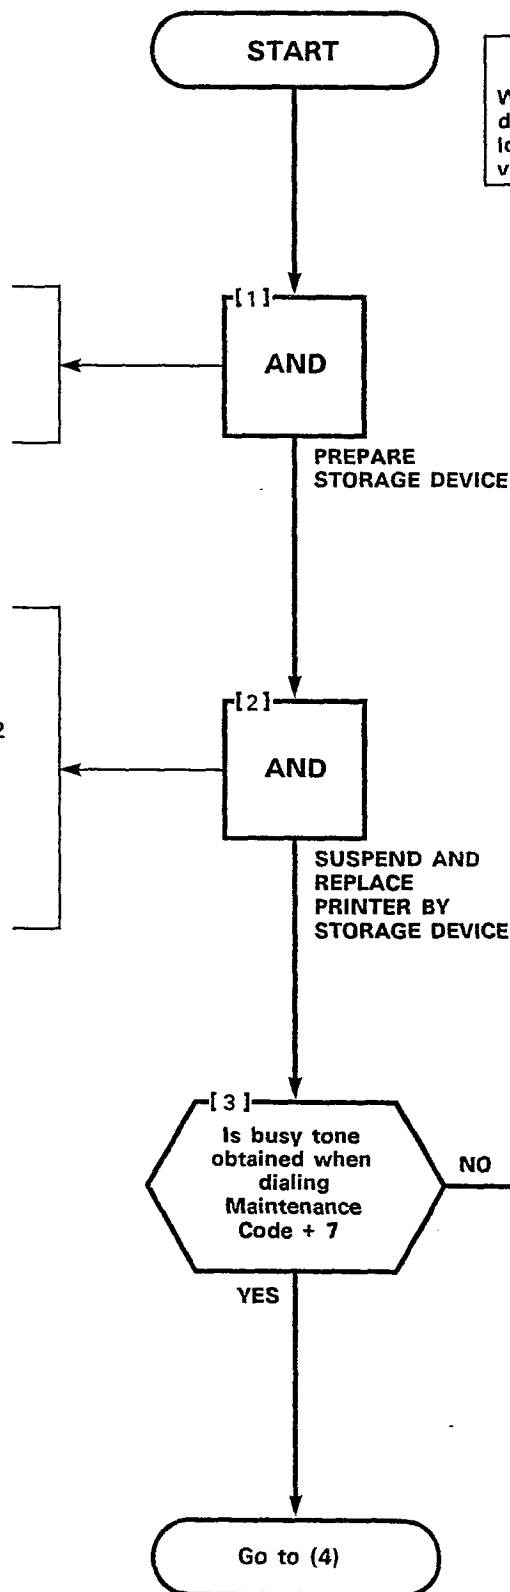 START
[1]
AND
PREPARE
STORAGE DEVICE
2
[2]
AND
SUSPEND AND
REPLACE
PRINTER BY
STORAGE DEVICE
[3]
Is busy tone
obtained when
dialing
Maintenance
Code + 7
NO
YES
Go to (4)